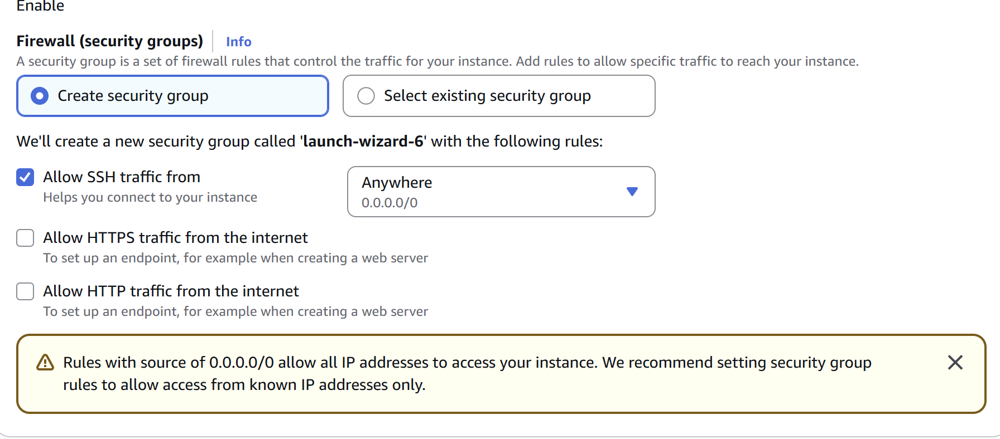 Enable
Firewall (security groups) Info
A security group is a set of firewall rules that control the traffic for your instance. Add rules to allow specific traffic to reach your instance.
Create security group
Select existing security group
We'll create a new security group called 'launch-wizard-6' with the following rules:
Allow SSH traffic from
Helps you connect to your instance
Anywhere
0.0.0.0/0
Allow HTTPS traffic from the internet
To set up an endpoint, for example when creating a web server
Allow HTTP traffic from the internet
To set up an endpoint, for example when creating a web server
Rules with source of 0.0.0.0/0 allow all IP addresses to access your instance. We recommend setting security group
rules to allow access from known IP addresses only.